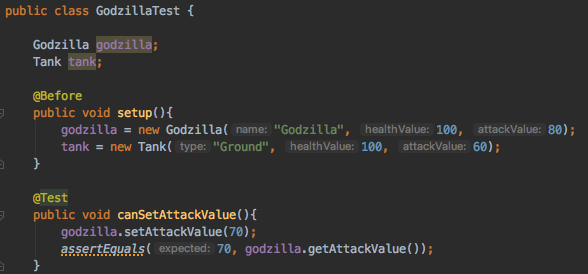 public class GodzillaTest {
Godzilla godzilla;
Tank tank;
@Before
public void setup(){
godzilla = new Godzilla( name: "Godzilla", healthValue: 100, attackValue: 80);
tank = new Tank( type: "Ground", healthValue: 100, attackValue: 60);
}
@Test
public void canSetAttackValue(){
godzilla.setAttackValue(70);
assertEquals( expected: 70, godzilla.getAttackValue());
}